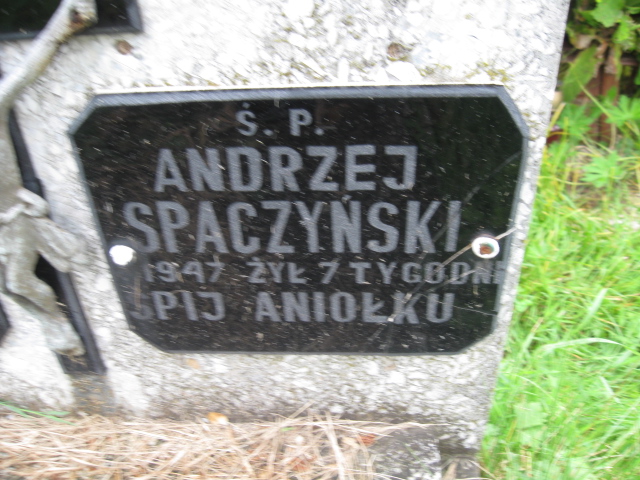 Ś. P.
ANDRZEJ
SPACZYNSKI
1947 ŻYŁ 7 TYGODNI
ŚPIJ ANIOŁKU